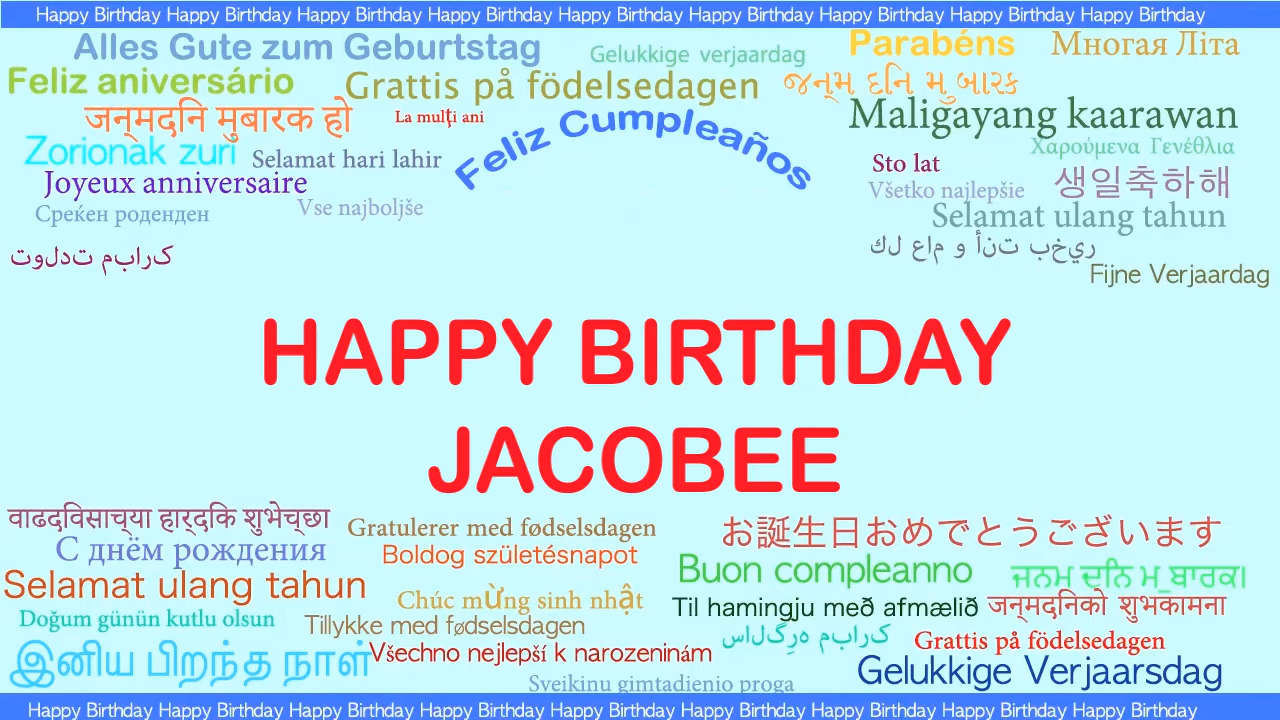 Happy Birthday Happy Birthday Happy Birthday Happy Birthday Happy Birthday Happy Birthday Happy Birthday Happy Birthday Happy Birthday
Alles Gute zum Geburtstag
Gelukkige verjaardag
Parabéns
Многая Літа
Feliz aniversário
Grattis på födelsedagen
જન્મ દિન મુબારક
जन्मदिन मुबारक हो
La mulţi ani
Feliz Cumpleaños
Maligayang kaarawan
Zorionak zuri
Selamat hari lahir
Χαρούμενα Γενέθλια
Sto lat
Joyeux anniversaire
Všetko najlepšie
생일축하해
Среќен роденден
Vse najboljše
Selamat ulang tahun
تولدت مبارک
كل عام و أنت بخير
Fijne Verjaardag
HAPPY BIRTHDAY
JACOBEE
वाढदिवसाच्या हार्दिक शुभेच्छा
Gratulerer med fødselsdagen
お誕生日おめでとうございます
С днём рождения
Boldog születésnapot
Buon compleanno
ਜਨਮ ਦਿਨ ਮੁਬਾਰਕ।
Selamat ulang tahun
Chúc mừng sinh nhật
Til hamingju með afmælið
जन्मदिनको शुभकामना
Doğum günün kutlu olsun
Tillykke med fødselsdagen
سالگرہ مبارک
Grattis på födelsedagen
இனிய பிறந்த நாள்
Všechno nejlepší k narozeninám
Gelukkige Verjaarsdag
Sveikinu gimtadienio proga
Happy Birthday Happy Birthday Happy Birthday Happy Birthday Happy Birthday Happy Birthday Happy Birthday Happy Birthday Happy Birthday